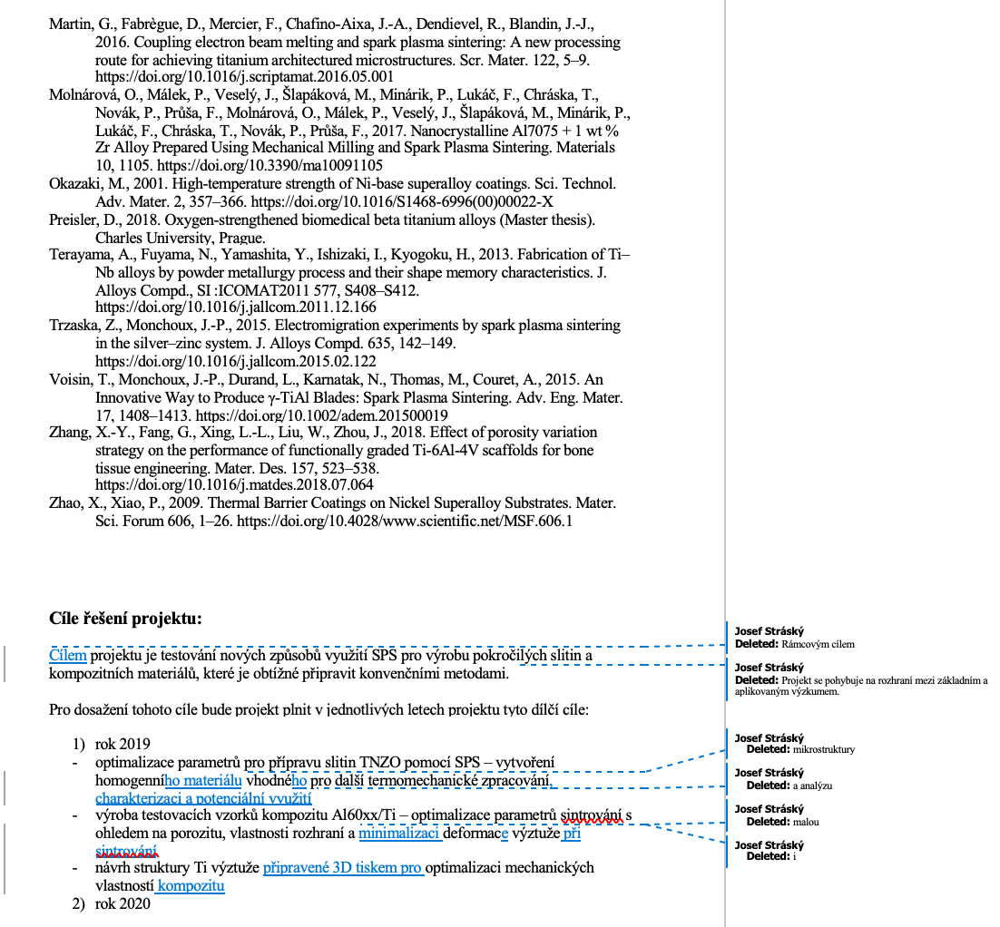 Martin, G., Fabrègue, D., Mercier, F., Chafino-Aixa, J.-A., Dendievel, R., Blandin, J.-J.,
2016. Coupling electron beam melting and spark plasma sintering: A new processing
route for achieving titanium architectured microstructures. Scr. Mater. 122, 5–9.
https://doi.org/10.1016/j.scriptamat.2016.05.001
Molnárová, O., Málek, P., Veselý, J., Šlapáková, M., Minárik, P., Lukáč, F., Chráska, T.,
Novák, P., Průša, F., Molnárová, O., Málek, P., Veselý, J., Šlapáková, M., Minárik, P.,
Lukáč, F., Chráska, T., Novák, P., Průša, F., 2017. Nanocrystalline Al7075 + 1 wt %
Zr Alloy Prepared Using Mechanical Milling and Spark Plasma Sintering. Materials
10, 1105. https://doi.org/10.3390/ma10091105
Okazaki, M., 2001. High-temperature strength of Ni-base superalloy coatings. Sci. Technol.
Adv. Mater. 2, 357–366. https://doi.org/10.1016/S1468-6996(00)00022-X
Preisler, D., 2018. Oxygen-strengthened biomedical beta titanium alloys (Master thesis).
Charles University, Prague.
Terayama, A., Fuyama, N., Yamashita, Y., Ishizaki, I., Kyogoku, H., 2013. Fabrication of Ti–
Nb alloys by powder metallurgy process and their shape memory characteristics. J.
Alloys Compd., SI :ICOMAT2011 577, S408–S412.
https://doi.org/10.1016/j.jallcom.2011.12.166
Trzaska, Z., Monchoux, J.-P., 2015. Electromigration experiments by spark plasma sintering
in the silver–zinc system. J. Alloys Compd. 635, 142–149.
https://doi.org/10.1016/j.jallcom.2015.02.122
Voisin, T., Monchoux, J.-P., Durand, L., Karnatak, N., Thomas, M., Couret, A., 2015. An
Innovative Way to Produce γ-TiAl Blades: Spark Plasma Sintering. Adv. Eng. Mater.
17, 1408–1413. https://doi.org/10.1002/adem.201500019
Zhang, X.-Y., Fang, G., Xing, L.-L., Liu, W., Zhou, J., 2018. Effect of porosity variation
strategy on the performance of functionally graded Ti-6Al-4V scaffolds for bone
tissue engineering. Mater. Des. 157, 523–538.
https://doi.org/10.1016/j.matdes.2018.07.064
Zhao, X., Xiao, P., 2009. Thermal Barrier Coatings on Nickel Superalloy Substrates. Mater.
Sci. Forum 606, 1–26. https://doi.org/10.4028/www.scientific.net/MSF.606.1
Cíle řešení projektu:
Cílem projektu je testování nových způsobů využití SPS pro výrobu pokročilých slitin a
kompozitních materiálů, které je obtížné připravit konvenčními metodami.
Pro dosažení tohoto cíle bude projekt plnit v jednotlivých letech projektu tyto dílčí cíle:
1) rok 2019
- optimalizace parametrů pro přípravu slitin TNZO pomocí SPS – vytvoření
homogenního materiálu vhodného pro další termomechanické zpracování,
charakterizaci a potenciální využití
- výroba testovacích vzorků kompozitu Al60xx/Ti – optimalizace parametrů sintrování s
ohledem na porozitu, vlastnosti rozhraní a minimalizaci deformace výztuže při
sintrování
- návrh struktury Ti výztuže připravené 3D tiskem pro optimalizaci mechanických
vlastností kompozitu
2) rok 2020
Josef Stráský
Deleted: Rámcovým cílem
Josef Stráský
Deleted: Projekt se pohybuje na rozhraní mezi základním a
aplikovaným výzkumem.
Josef Stráský
Deleted: mikrostruktury
Josef Stráský
Deleted: a analýzu
Josef Stráský
Deleted: malou
Josef Stráský
Deleted: i